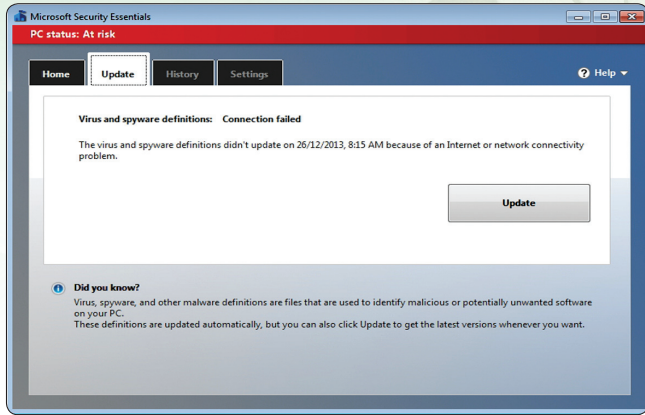 Microsoft Security Essentials
PC status: At risk
Home Update History Settings Help
Virus and spyware definitions: Connection failed
The virus and spyware definitions didn't update on 26/12/2013, 8:15 AM because of an Internet or network connectivity
problem.
Update
Did you know?
Virus, spyware, and other malware definitions are files that are used to identify malicious or potentially unwanted software
on your PC.
These definitions are updated automatically, but you can also click Update to get the latest versions whenever you want.